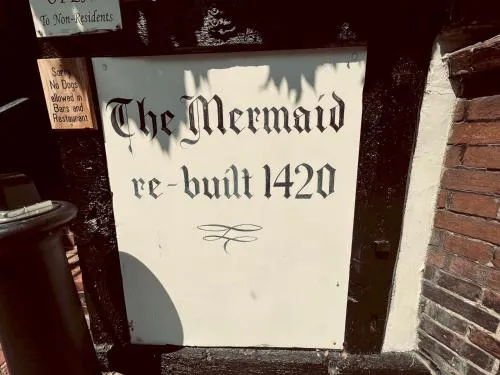 To Non-Residents
Sorry
No Dogs
allowed in
Bars and
Restaurant
The Mermaid
re-built 1420